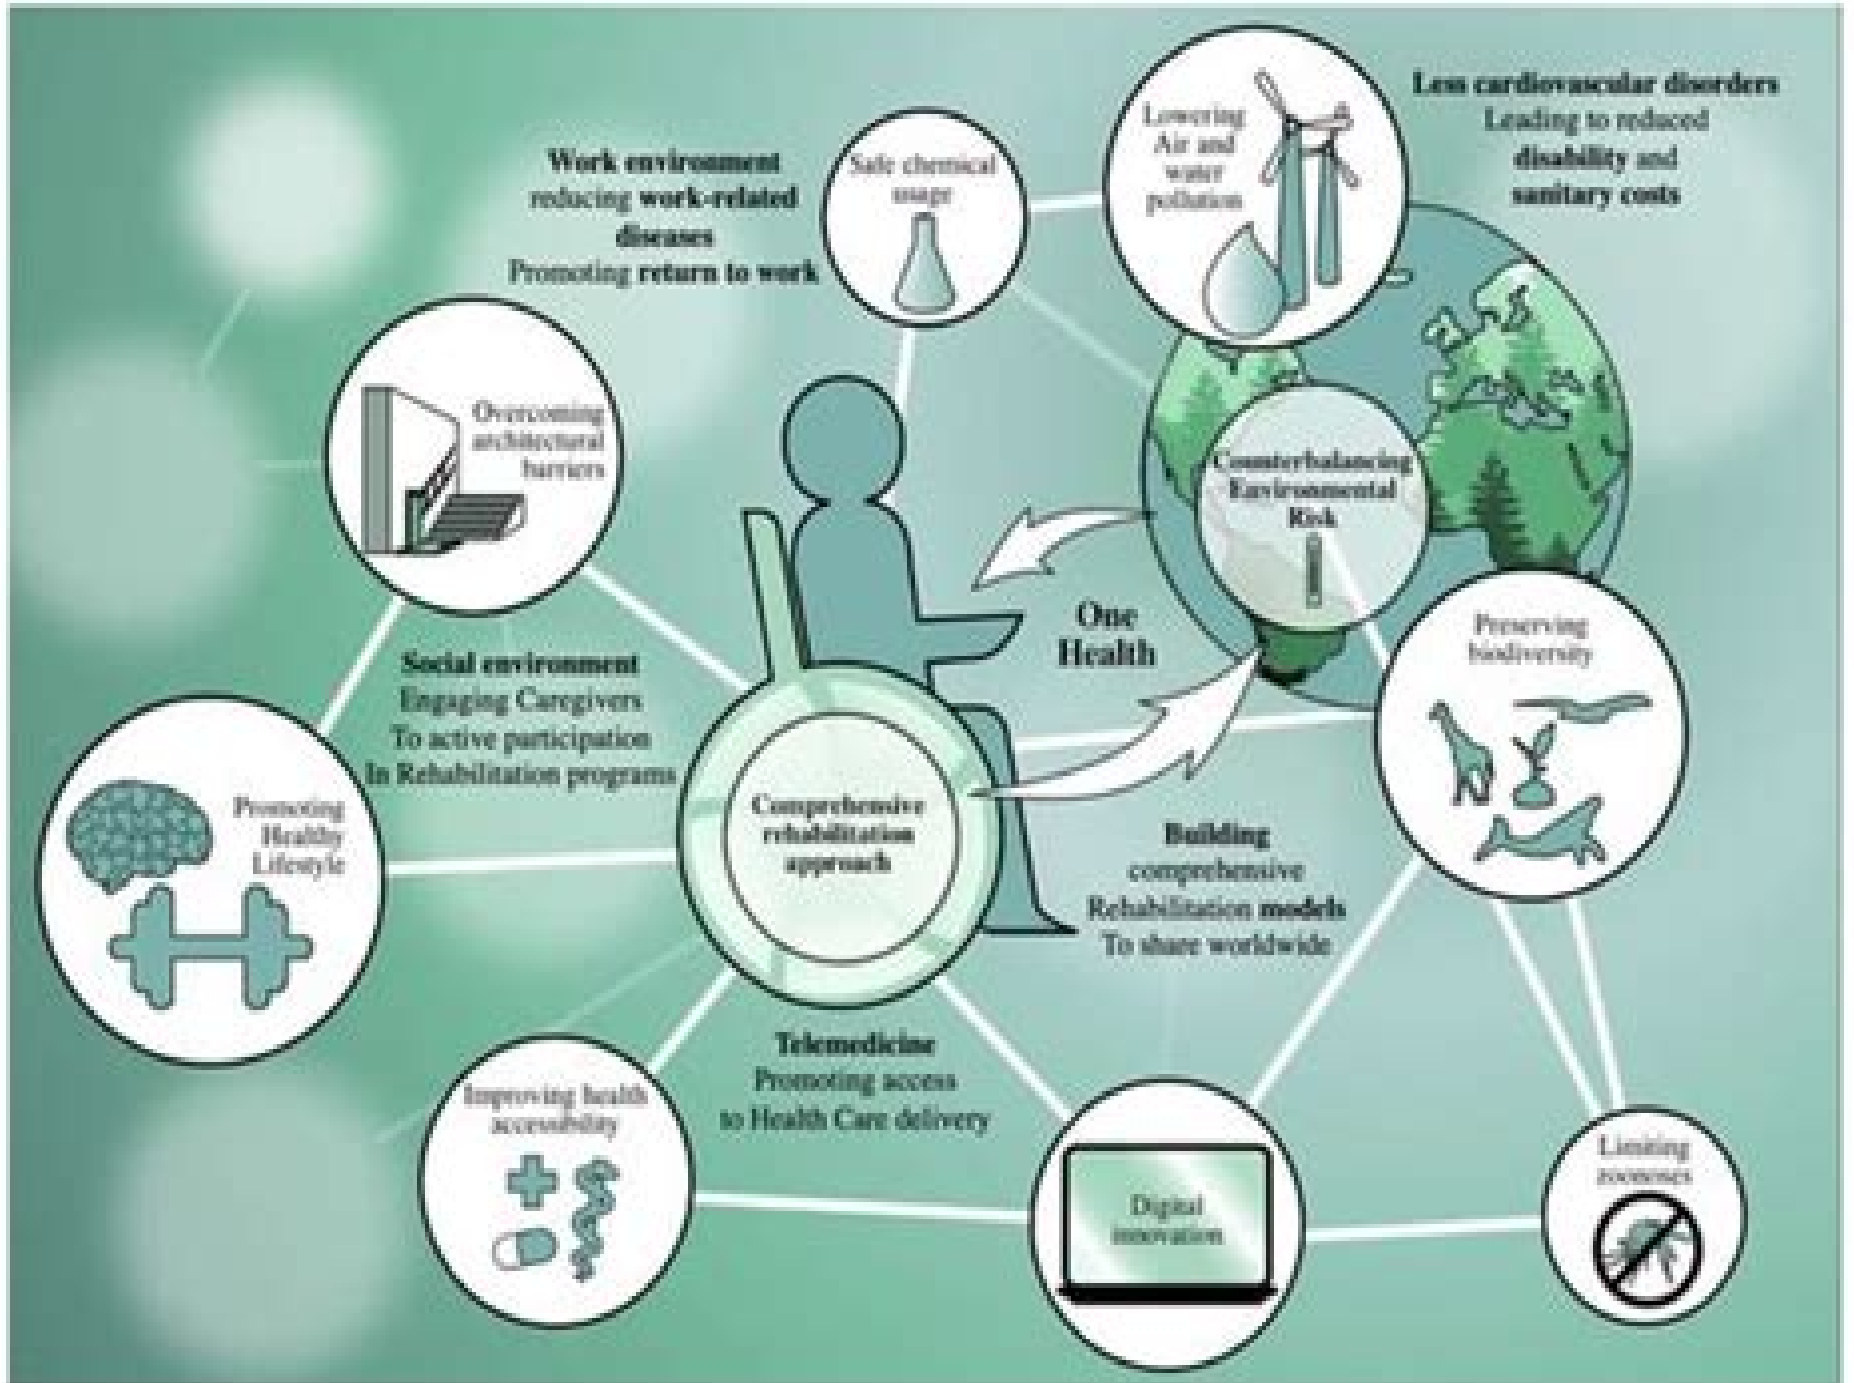 Less cardiovascular disorders
Leading to reduced
disability and
sanitary costs
Lowering
Air and
water
pollution
Work environment
reducing work-related
diseases
Promoting return to work
Safe chemical
usage
Overcoming
architectural
barriers
Counterbalancing
Environmental
Risk
One
Health
Preserving
biodiversity
Social environment
Engaging Caregivers
To active participation
In Rehabilitation programs
Promoting
Healthy
Lifestyle
Comprehensive
rehabilitation
approach
Building
comprehensive
Rehabilitation models
To share worldwide
Telemedicine
Promoting access
to Health Care delivery
Improving health
accessibility
Digital
innovation
Limiting
zoonoses